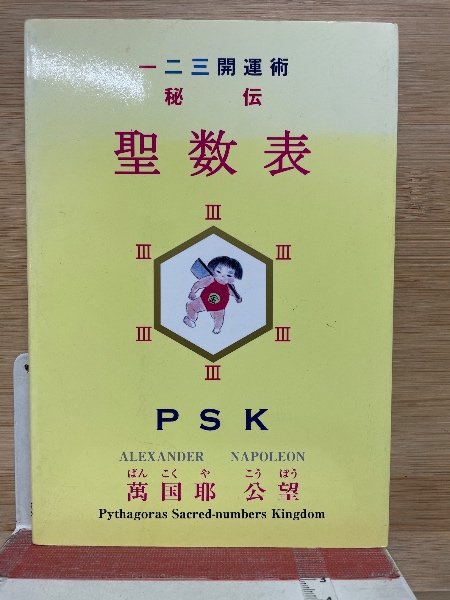 一二三開運術
秘伝
聖数表
III
III III
III III
III
PSK
ALEXANDER NAPOLEON
ばん こく や こう ぼう
萬国耶 公望
Pythagoras Sacred-numbers Kingdom